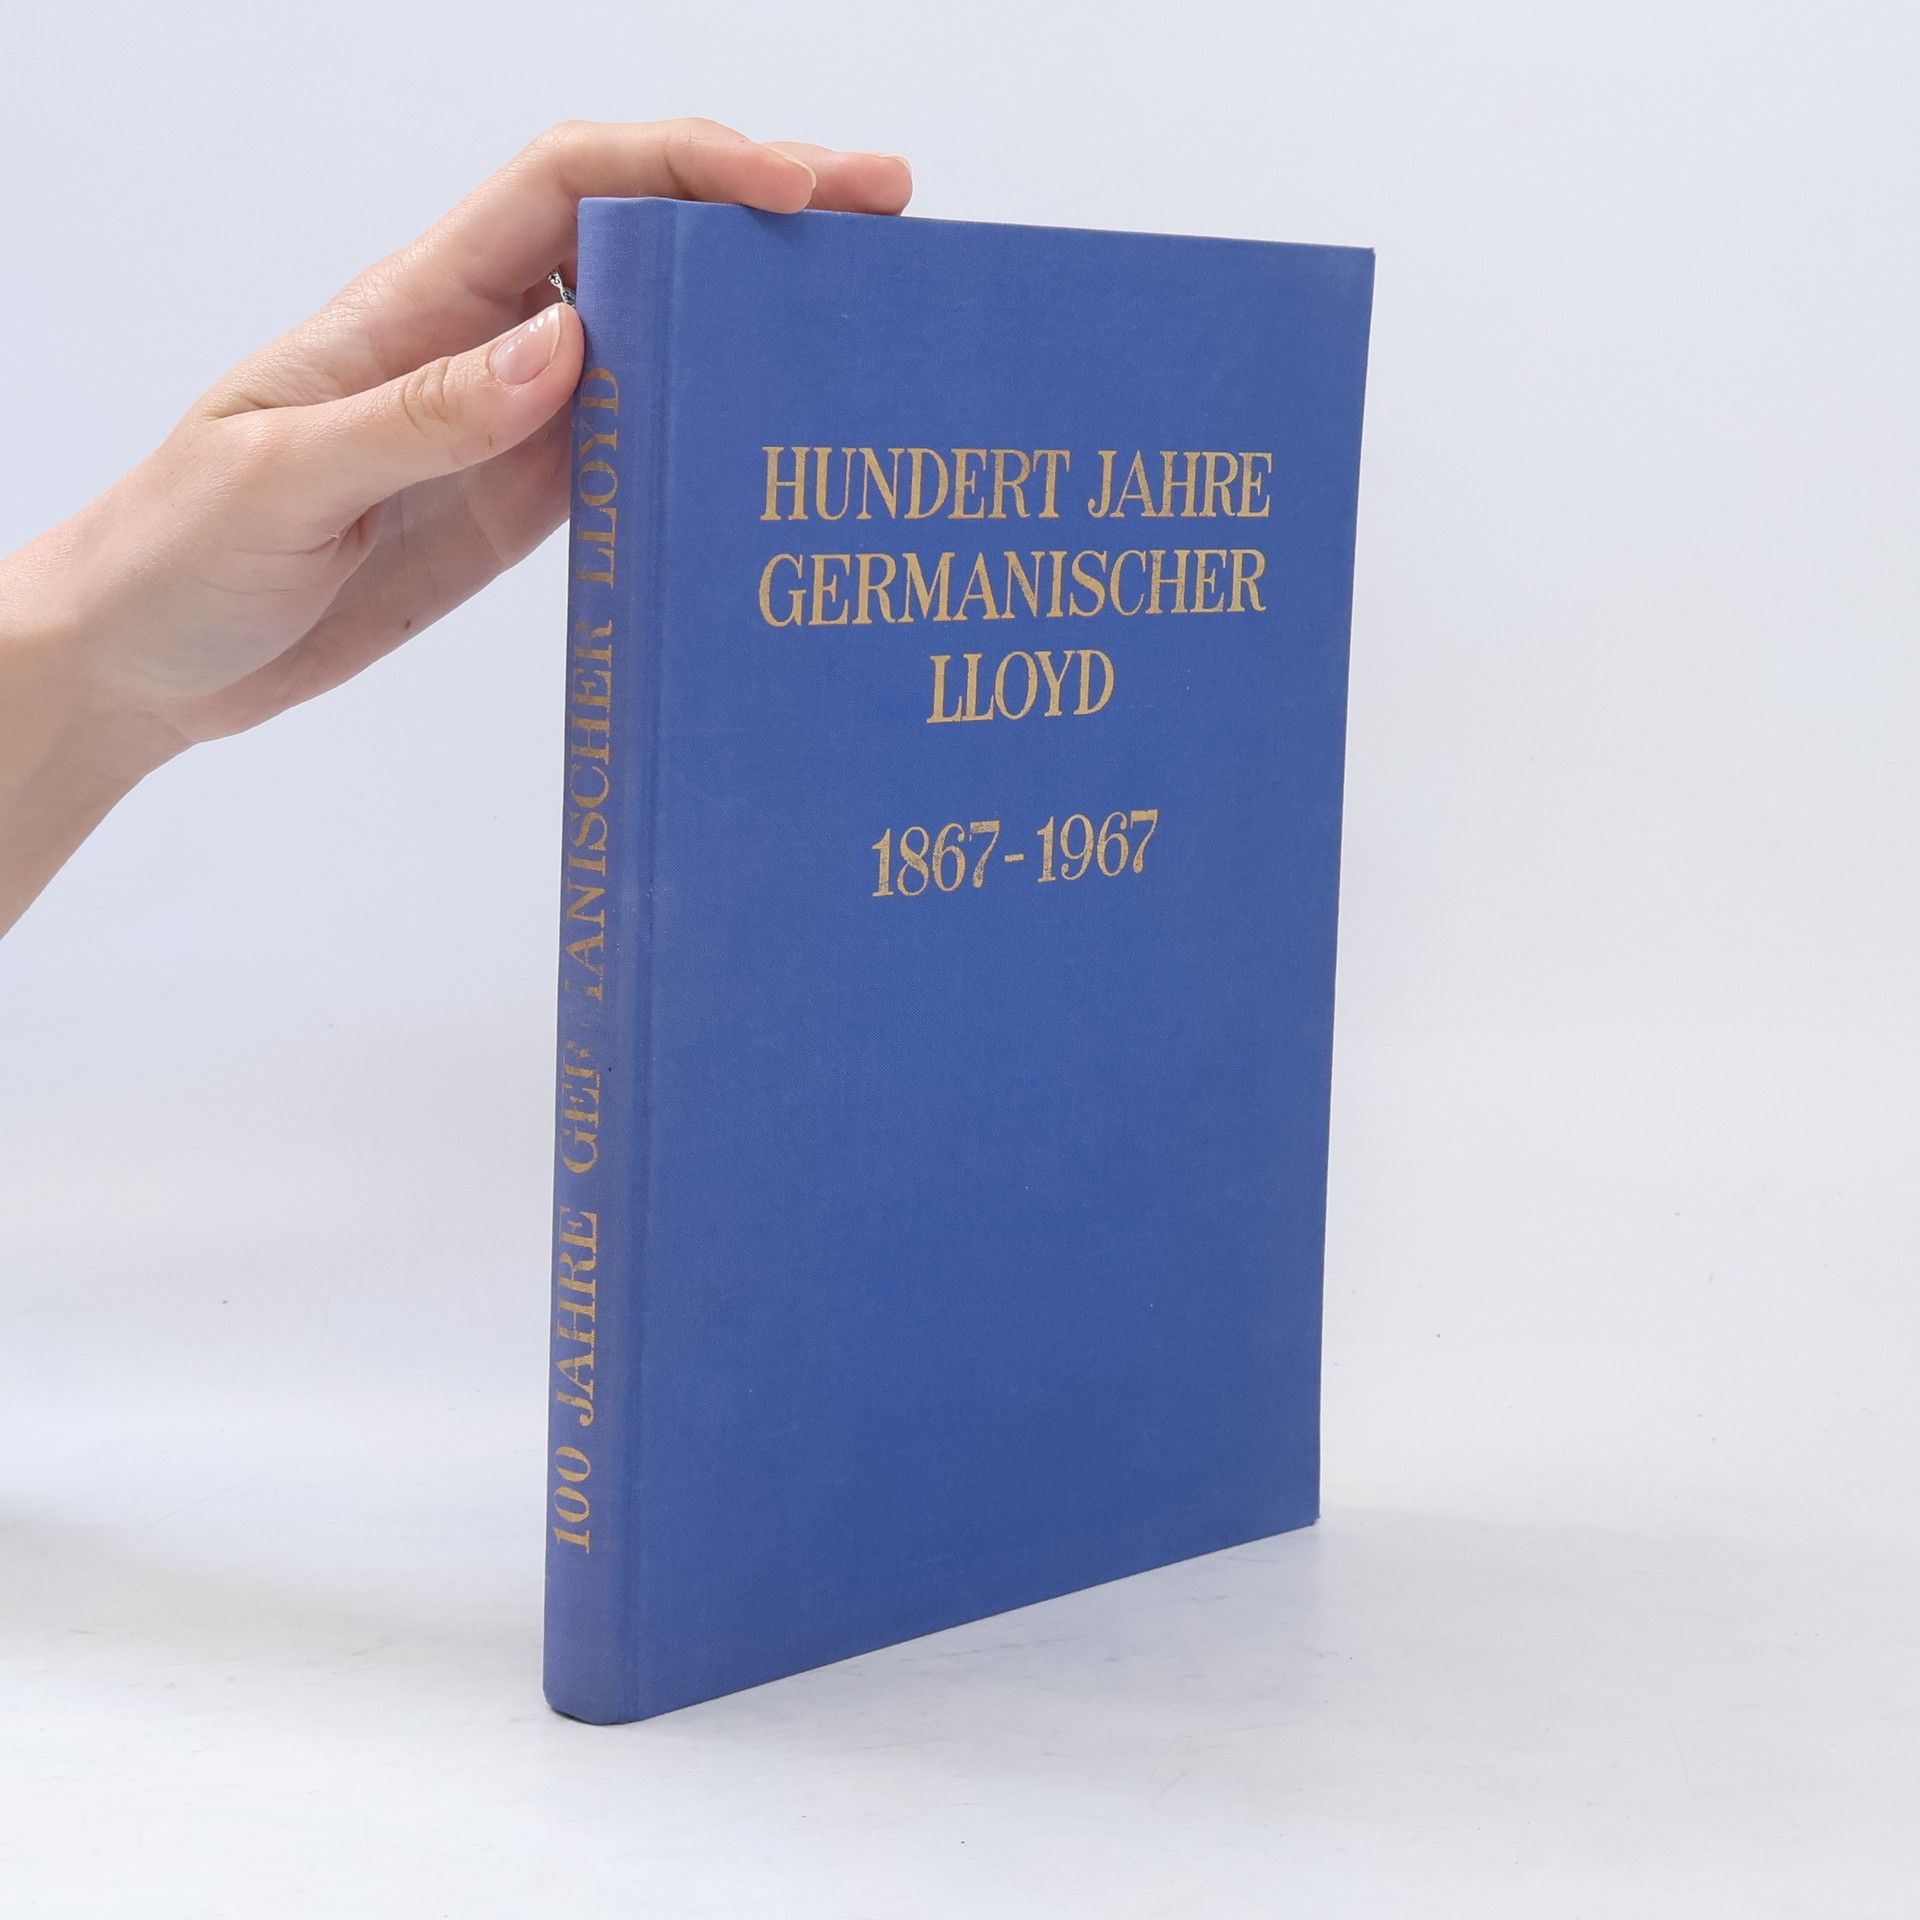 HUNDERT JAHRE
GERMANISCHER
LLOYD
1867-1967
100 JAHRE GERMANISCHER LLOYD